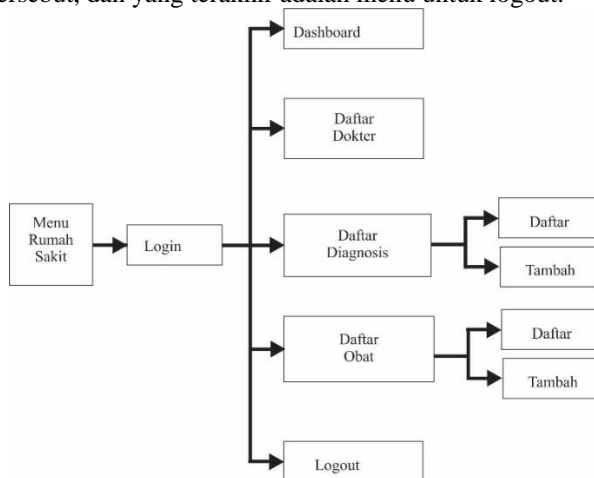 tersebut, dan yang terakhir adalah menu untuk logout.
Dashboard
Daftar
Dokter
Menu
Rumah
Sakit
Login
Daftar
Diagnosis
Daftar
Tambah
Daftar
Obat
Daftar
Tambah
Logout